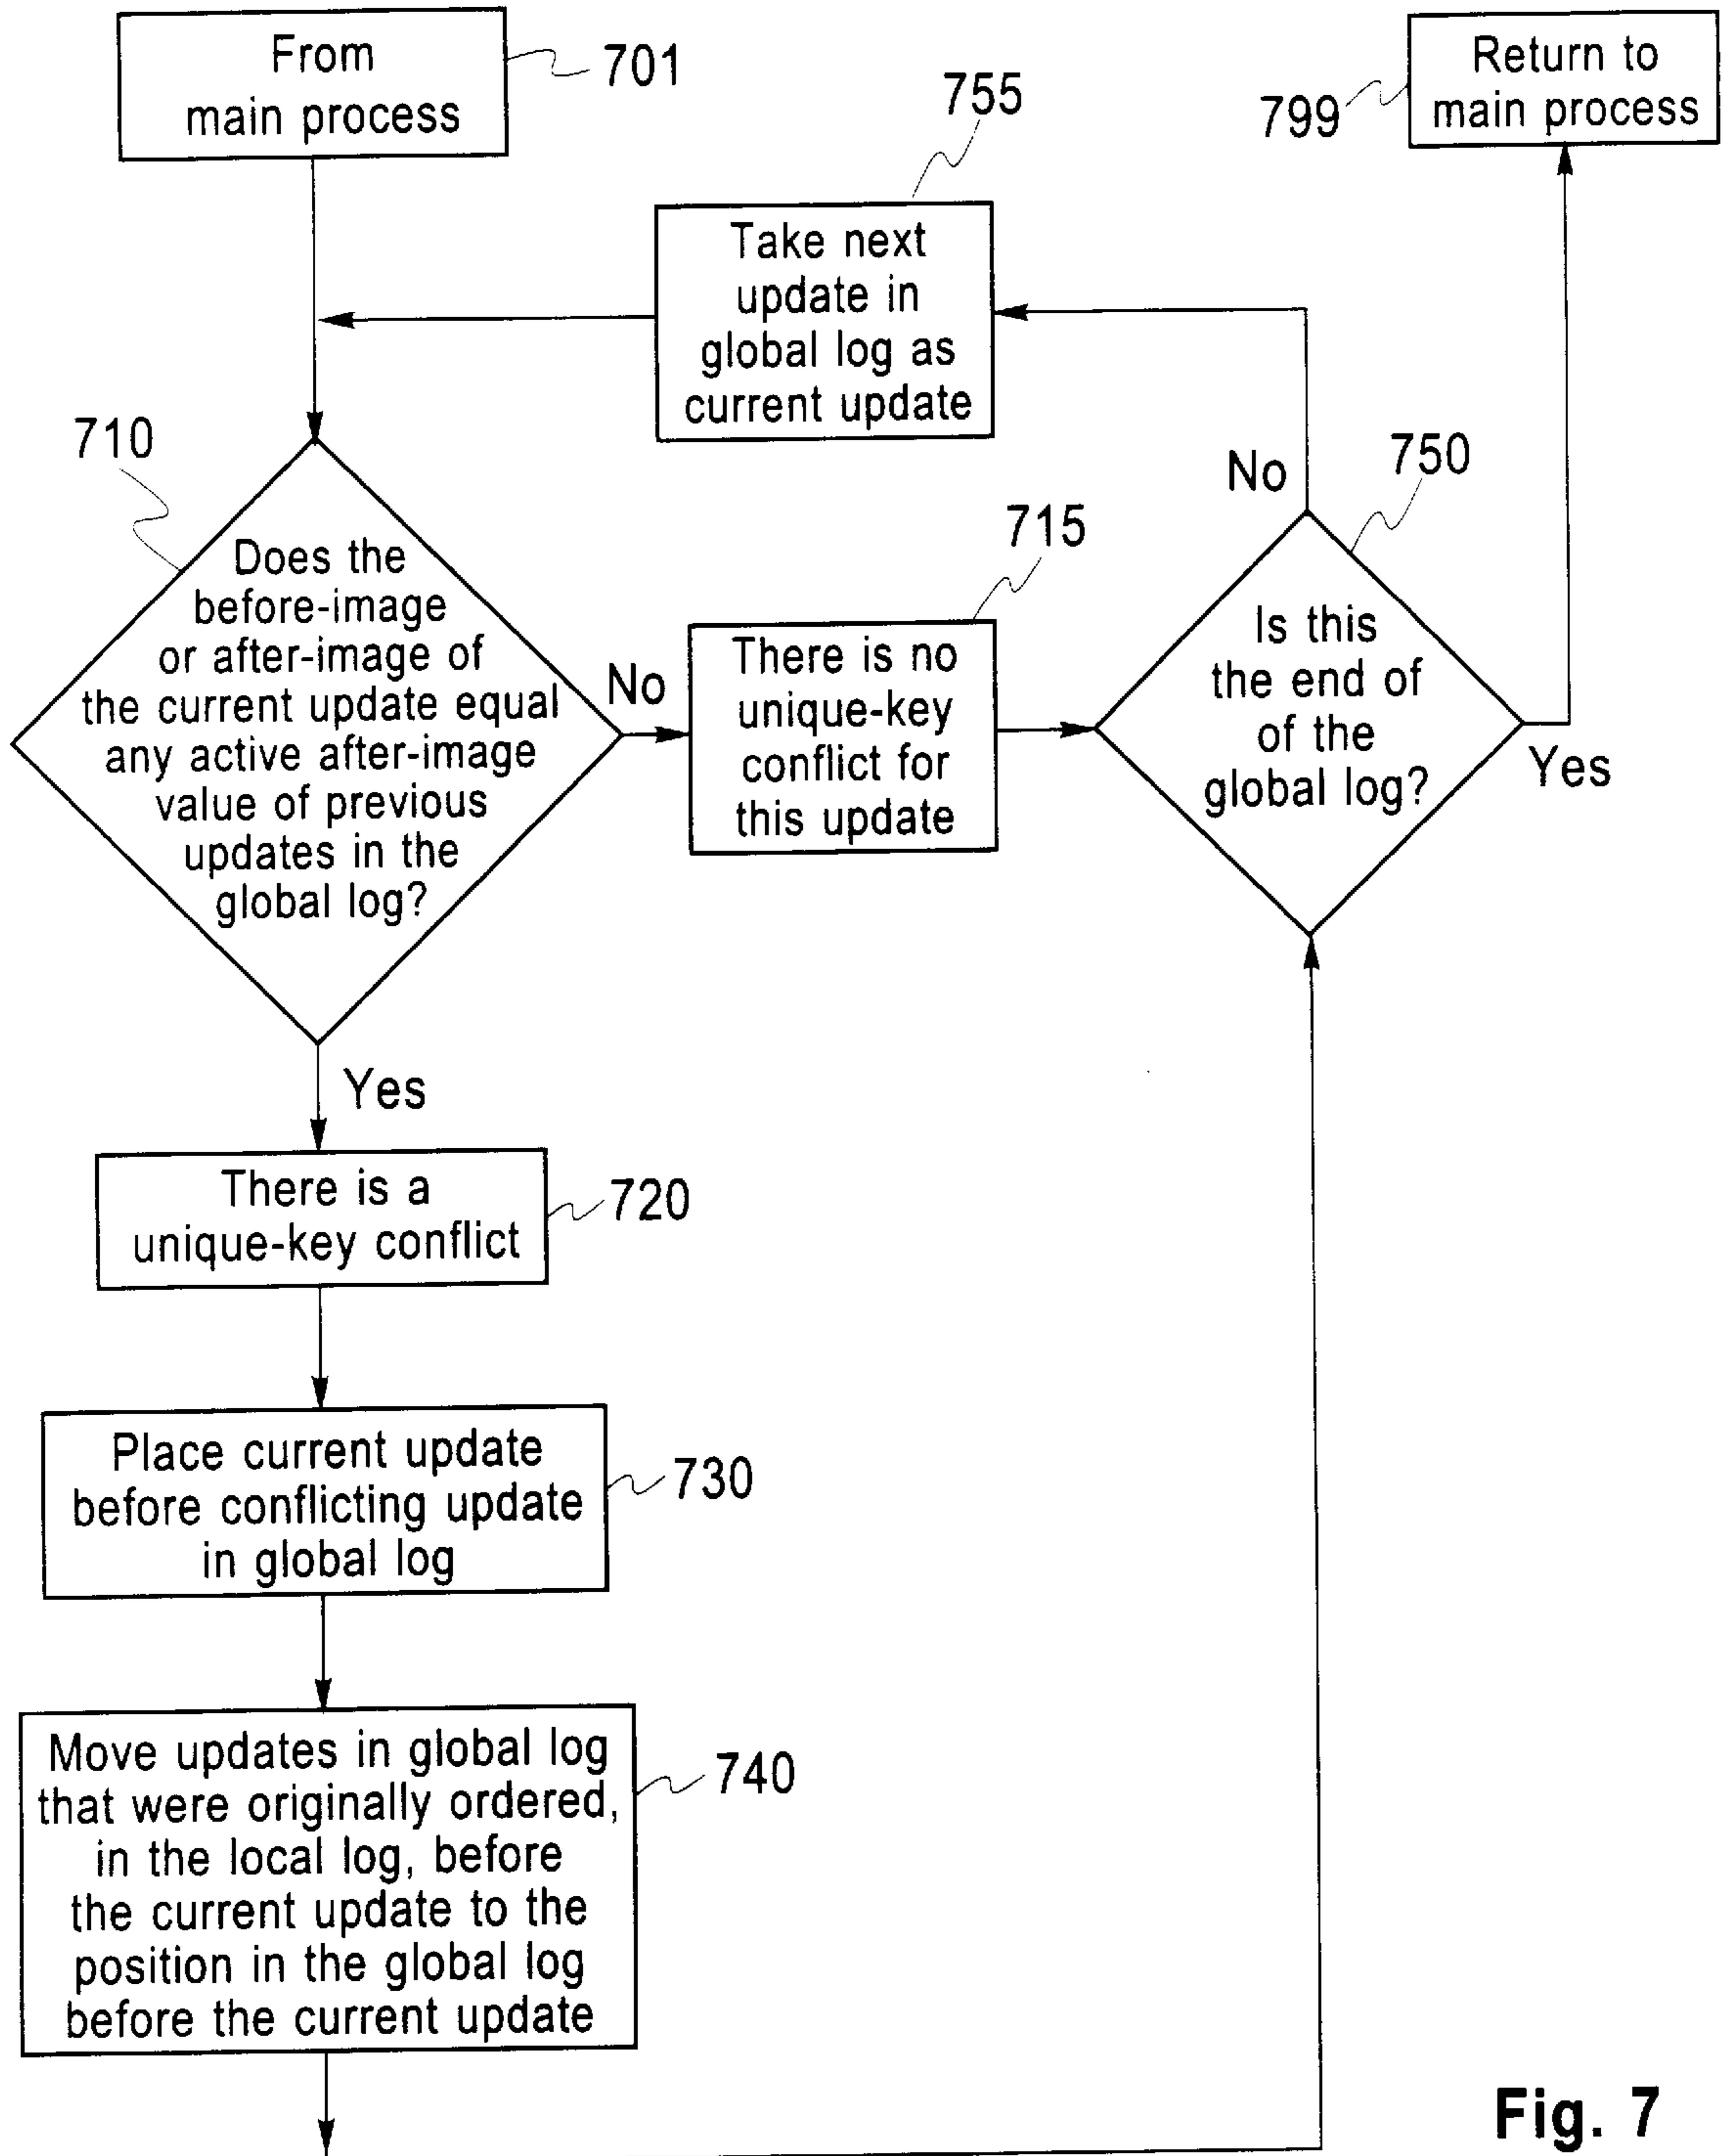 From
main process
701
755
Return to
main process
799
Take next
update in
global log as
current update
710
Does the
before-image
or after-image of
the current update equal
any active after-image
value of previous
updates in the
global log?
No
715
There is no
unique-key
conflict for
this update
No
750
Is this
the end of
of the
global log?
Yes
Yes
There is a
unique-key conflict
720
Place current update
before conflicting update
in global log
730
Move updates in global log
that were originally ordered,
in the local log, before
the current update to the
position in the global log
before the current update
740
Fig. 7